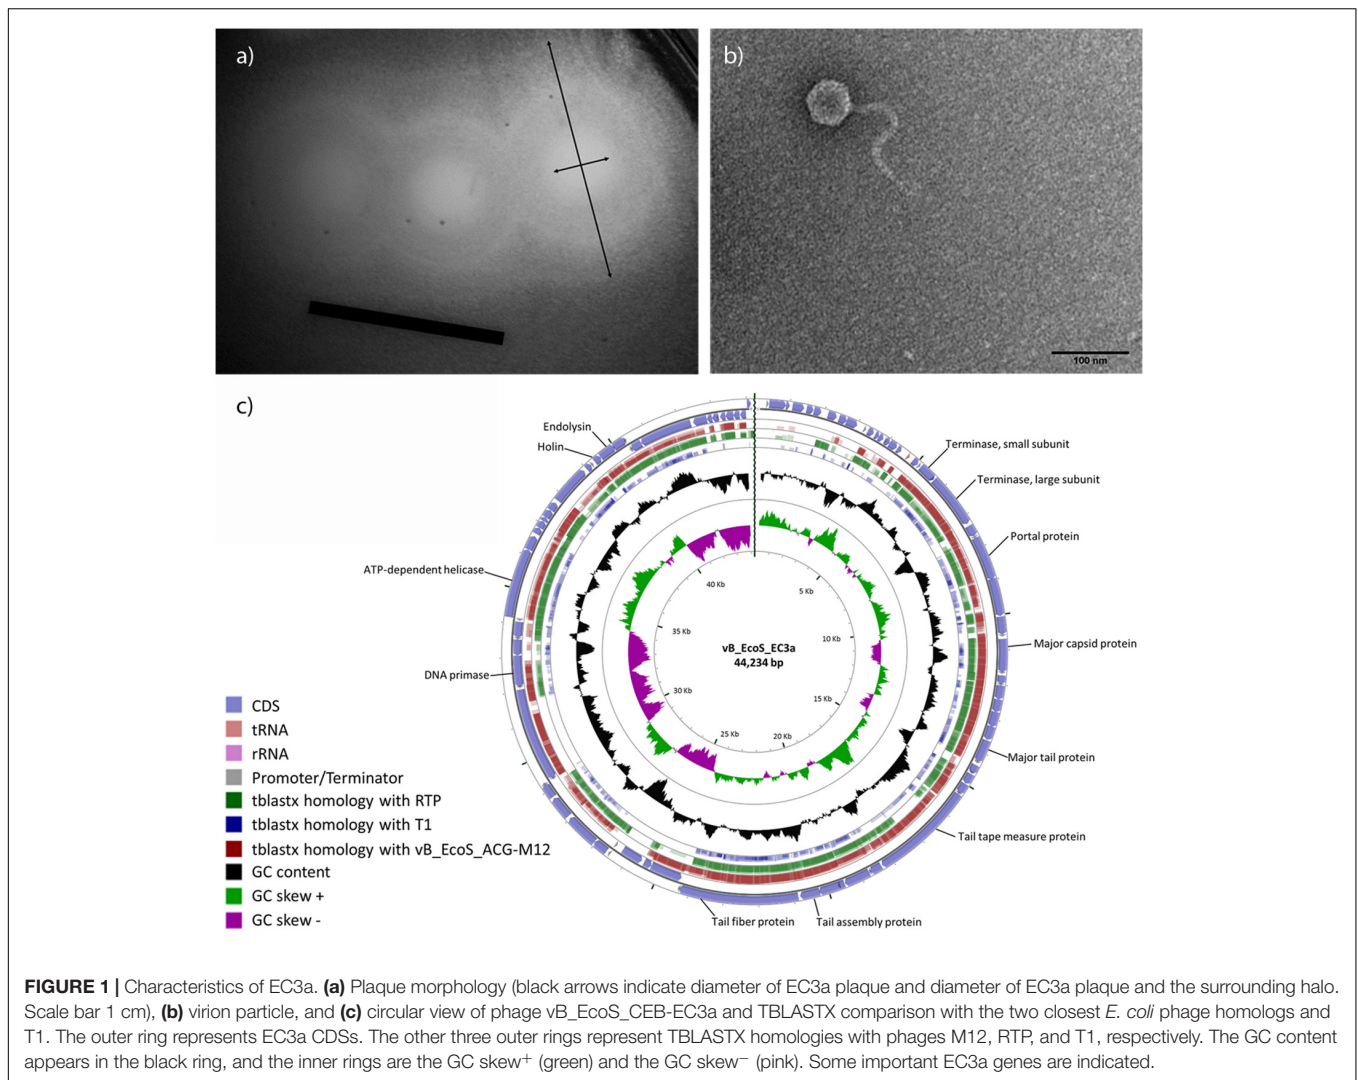 a)
b)
100 nm
c)
Endolysin
Holin
Terminase, small subunit
Terminase, large subunit
Portal protein
ATP-dependent helicase
40 Kb
5 Kb
35 Kb
10 Kb
vB_EcoS_EC3a
44,234 bp
Major capsid protein
DNA primase
30 Kb
15 Kb
25 Kb
20 Kb
Major tail protein
Tail tape measure protein
Tail fiber protein
Tail assembly protein
CDS
tRNA
rRNA
Promoter/Terminator
tblastx homology with RTP
tblastx homology with T1
tblastx homology with vB_EcoS_ACG-M12
GC content
GC skew +
GC skew -
FIGURE 1 | Characteristics of EC3a. (a) Plaque morphology (black arrows indicate diameter of EC3a plaque and diameter of EC3a plaque and the surrounding halo.
Scale bar 1 cm), (b) virion particle, and (c) circular view of phage vB_EcoS_CEB-EC3a and TBLASTX comparison with the two closest E. coli phage homologs and
T1. The outer ring represents EC3a CDSs. The other three outer rings represent TBLASTX homologies with phages M12, RTP, and T1, respectively. The GC content
appears in the black ring, and the inner rings are the GC skew+ (green) and the GC skew− (pink). Some important EC3a genes are indicated.